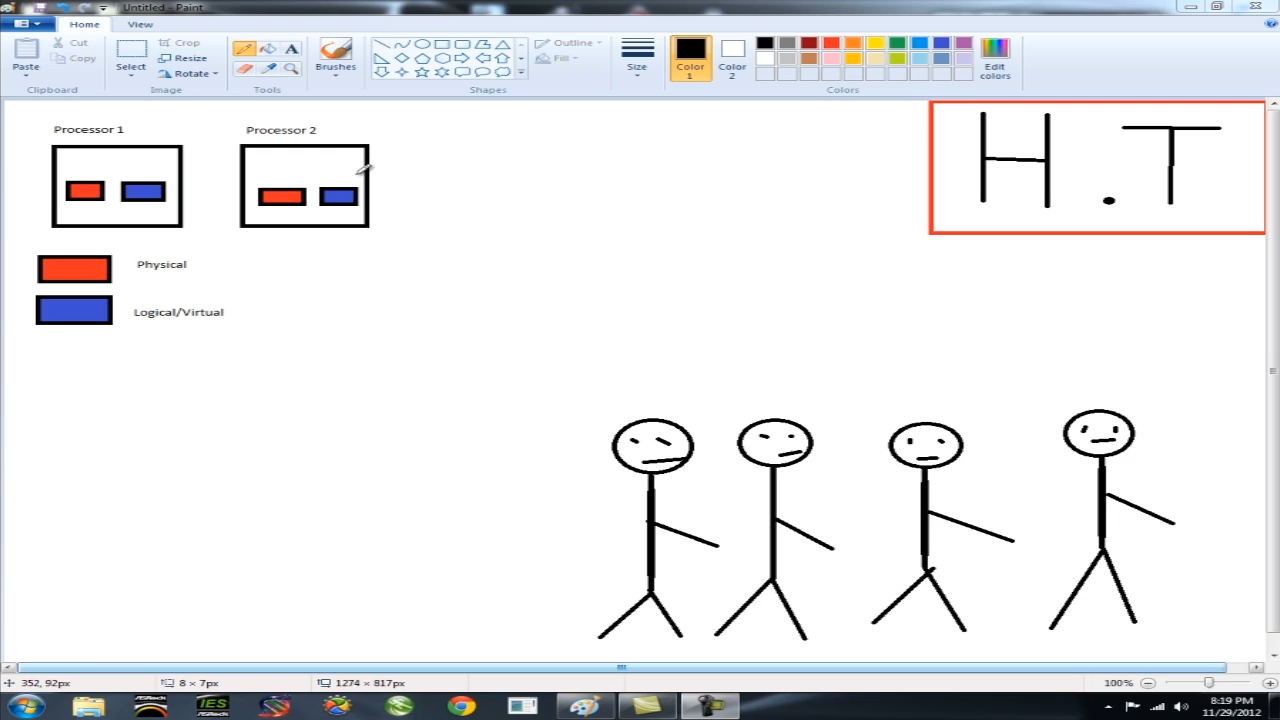 Untitled - Paint
Home
View
Paste
Cut
Copy
Clipboard
Select
Crop
Resize
Rotate
Image
A
Tools
Brushes
Shapes
Outline
Fill
Size
Color 1
Color 2
Colors
Edit colors
Processor 1
Processor 2
H.T
Physical
Logical/Virtual
352, 92px
8 × 7px
1274 × 817px
100%
IES
8:19 PM
11/29/2012